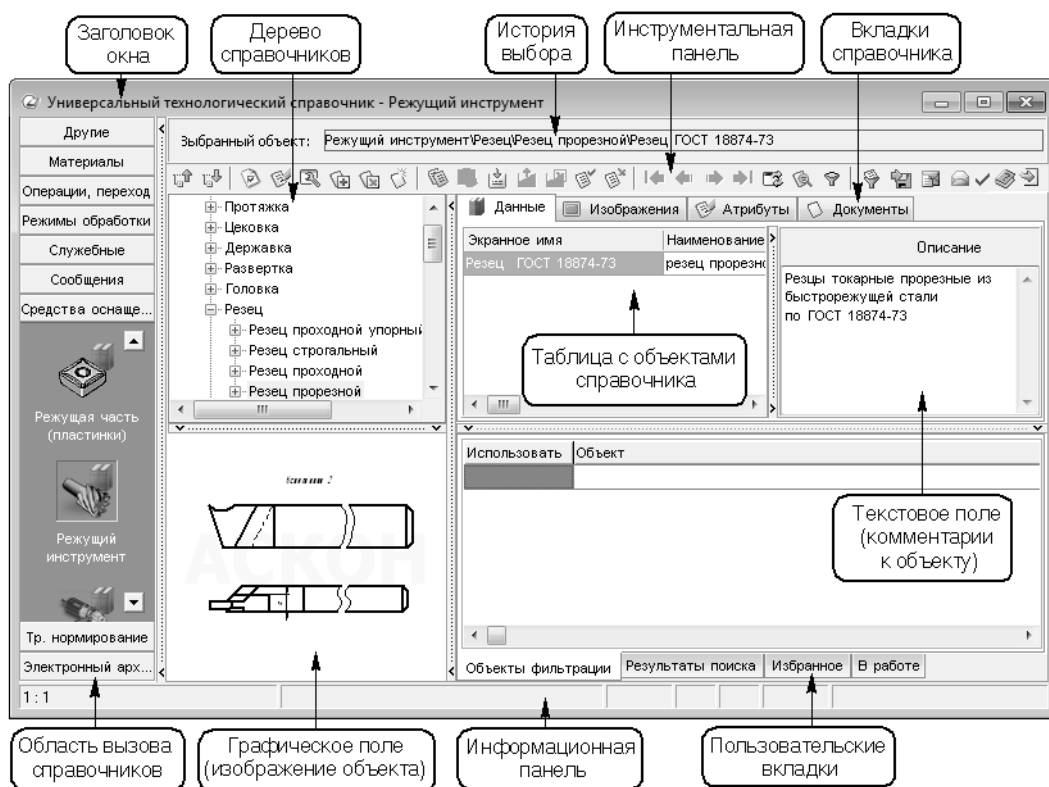 Заголовок
окна
Дерево
справочников
История
выбора
Инструментальная
панель
Вкладки
справочника
Универсальный технологический справочник - Режущий инструмент
Другие
Материалы
Операции, переход
Режимы обработки
Служебные
Сообщения
Средства оснаще...
Режущая часть
(пластинки)
Режущий
инструмент
Тр. нормирование
Электронный арх...
Выбранный объект: Режущий инструмент\Резец\Резец прорезной\Резец ГОСТ 18874-73
Протяжка
Цековка
Державка
Развертка
Головка
Резец
Резец проходной упорный
Резец строгальный
Резец проходной
Резец прорезной
Данные Изображения Атрибуты Документы
Экранное имя Наименование
Резец ГОСТ 18874-73 резец прорезн
Описание
Резцы токарные прорезные из
быстрорежущей стали
по ГОСТ 18874-73
Таблица с объектами
справочника
Использовать Объект
Текстовое поле
(комментарии
к объекту)
АСКОН
Объекты фильтрации Результаты поиска Избранное В работе
1 : 1
Область вызова
справочников
Графическое поле
(изображение объекта)
Информационная
панель
Пользовательские
вкладки